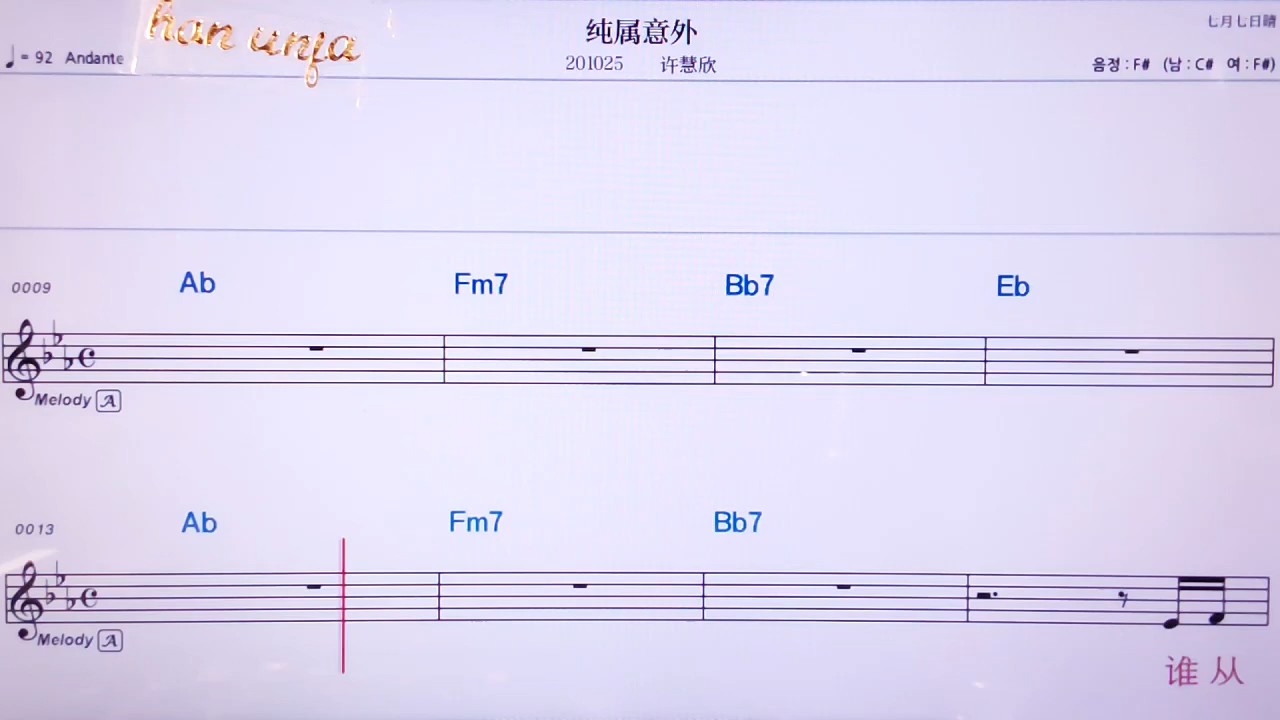 han unja
纯属意外
七月七日晴
♩= 92 Andante
201025 许慧欣
음정 : F# (남 : C# 여 : F#)
0009 Ab Fm7 Bb7 Eb
Melody A
0013 Ab Fm7 Bb7
Melody A
谁 从